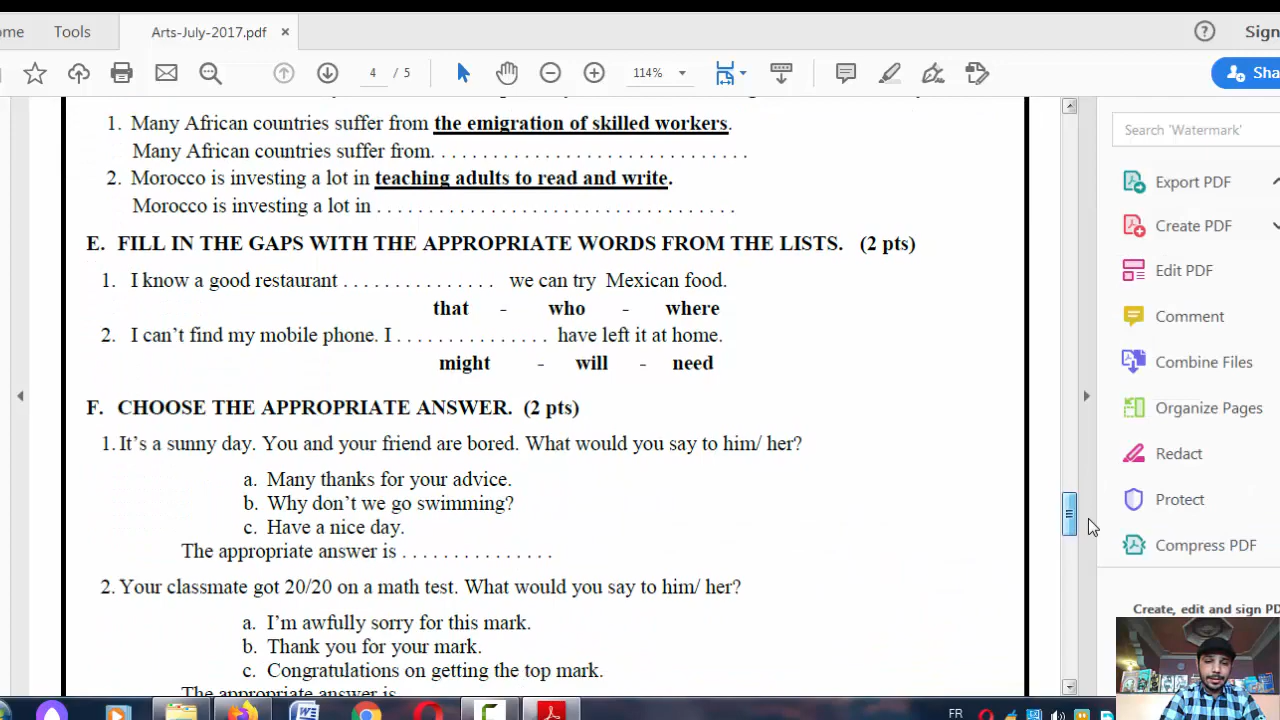 ome Tools Arts-July-2017.pdf × ? Sign
4 / 5 114% Sha
1. Many African countries suffer from the emigration of skilled workers.
Many African countries suffer from. . . . . . . . . . . . . . . . . . . . . . . . . . . . . . .
2. Morocco is investing a lot in teaching adults to read and write.
Morocco is investing a lot in . . . . . . . . . . . . . . . . . . . . . . . . . . . . . . . . . . .
E. FILL IN THE GAPS WITH THE APPROPRIATE WORDS FROM THE LISTS. (2 pts)
1. I know a good restaurant . . . . . . . . . . . . . . . we can try Mexican food.
that - who - where
2. I can't find my mobile phone. I . . . . . . . . . . . . . . . have left it at home.
might - will - need
F. CHOOSE THE APPROPRIATE ANSWER. (2 pts)
1. It's a sunny day. You and your friend are bored. What would you say to him/ her?
a. Many thanks for your advice.
b. Why don't we go swimming?
c. Have a nice day.
The appropriate answer is . . . . . . . . . . . . . . .
2. Your classmate got 20/20 on a math test. What would you say to him/ her?
a. I'm awfully sorry for this mark.
b. Thank you for your mark.
c. Congratulations on getting the top mark.
The appropriate answer is
Search 'Watermark'
Export PDF
Create PDF
Edit PDF
Comment
Combine Files
Organize Pages
Redact
Protect
Compress PDF
Create, edit and sign PD
FR